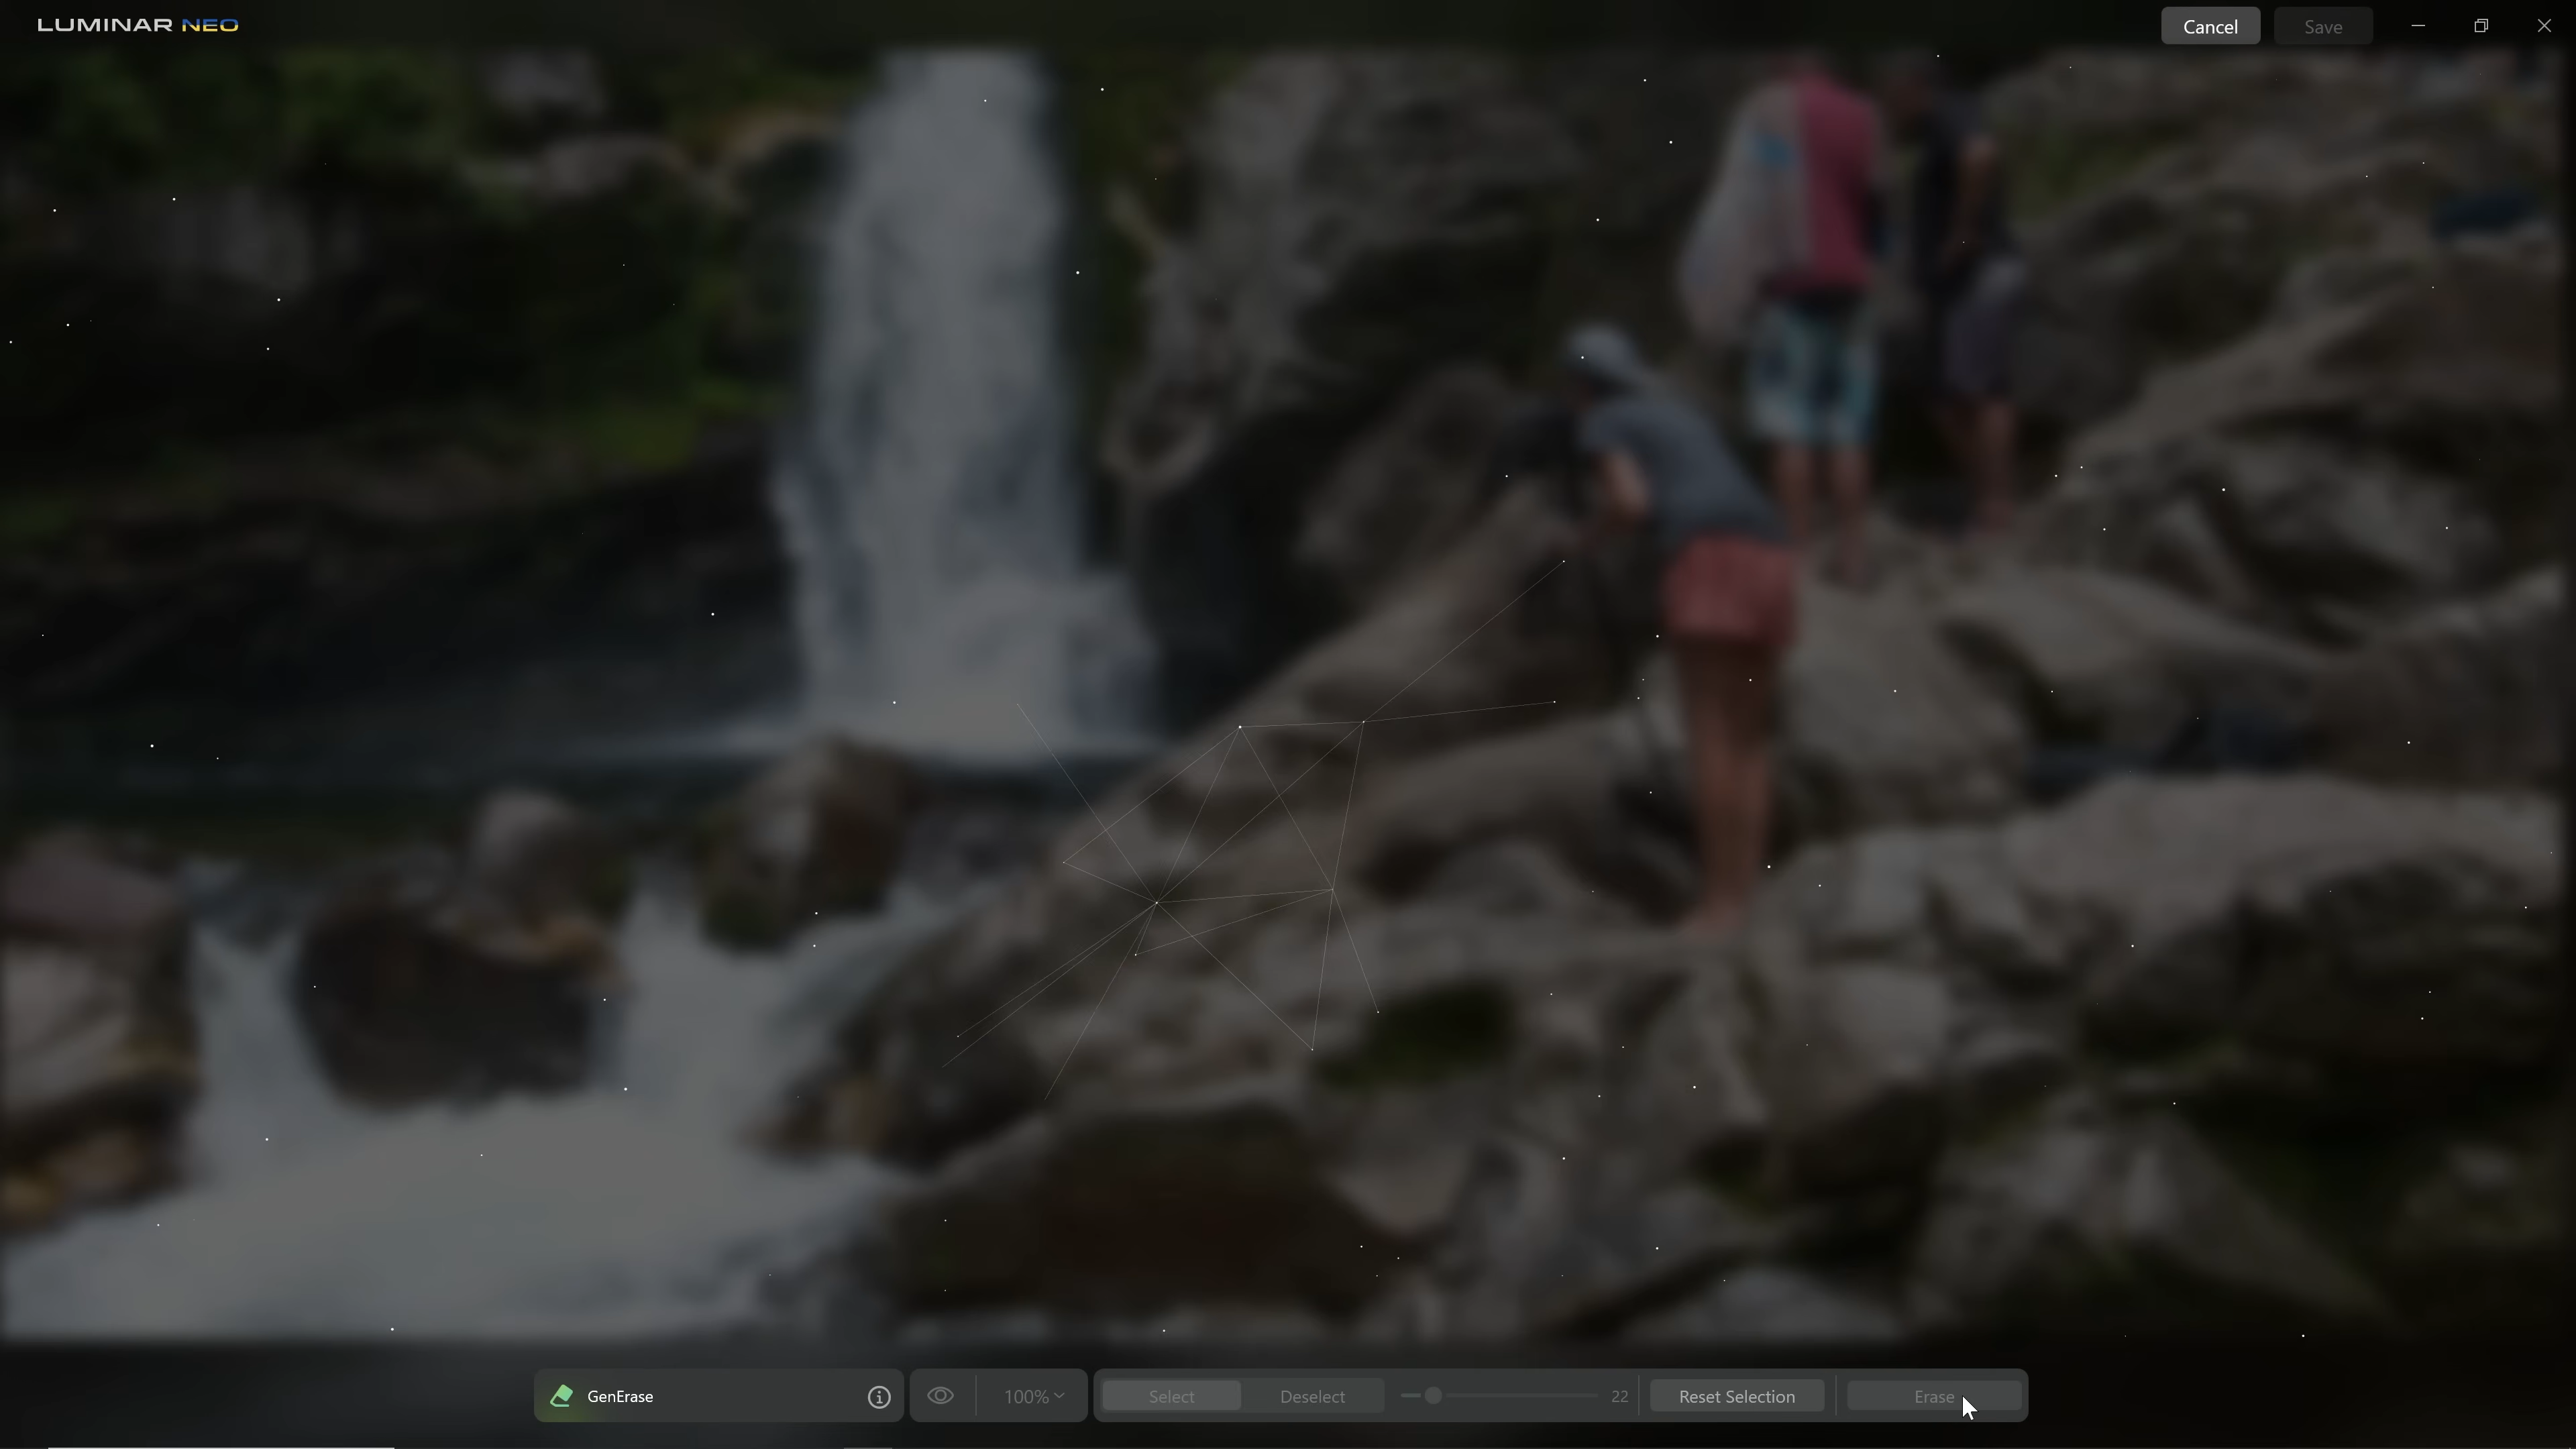 LUMINAR NEO
Cancel
Save
GenErase
100%
Select
Deselect
22
Reset Selection
Erase